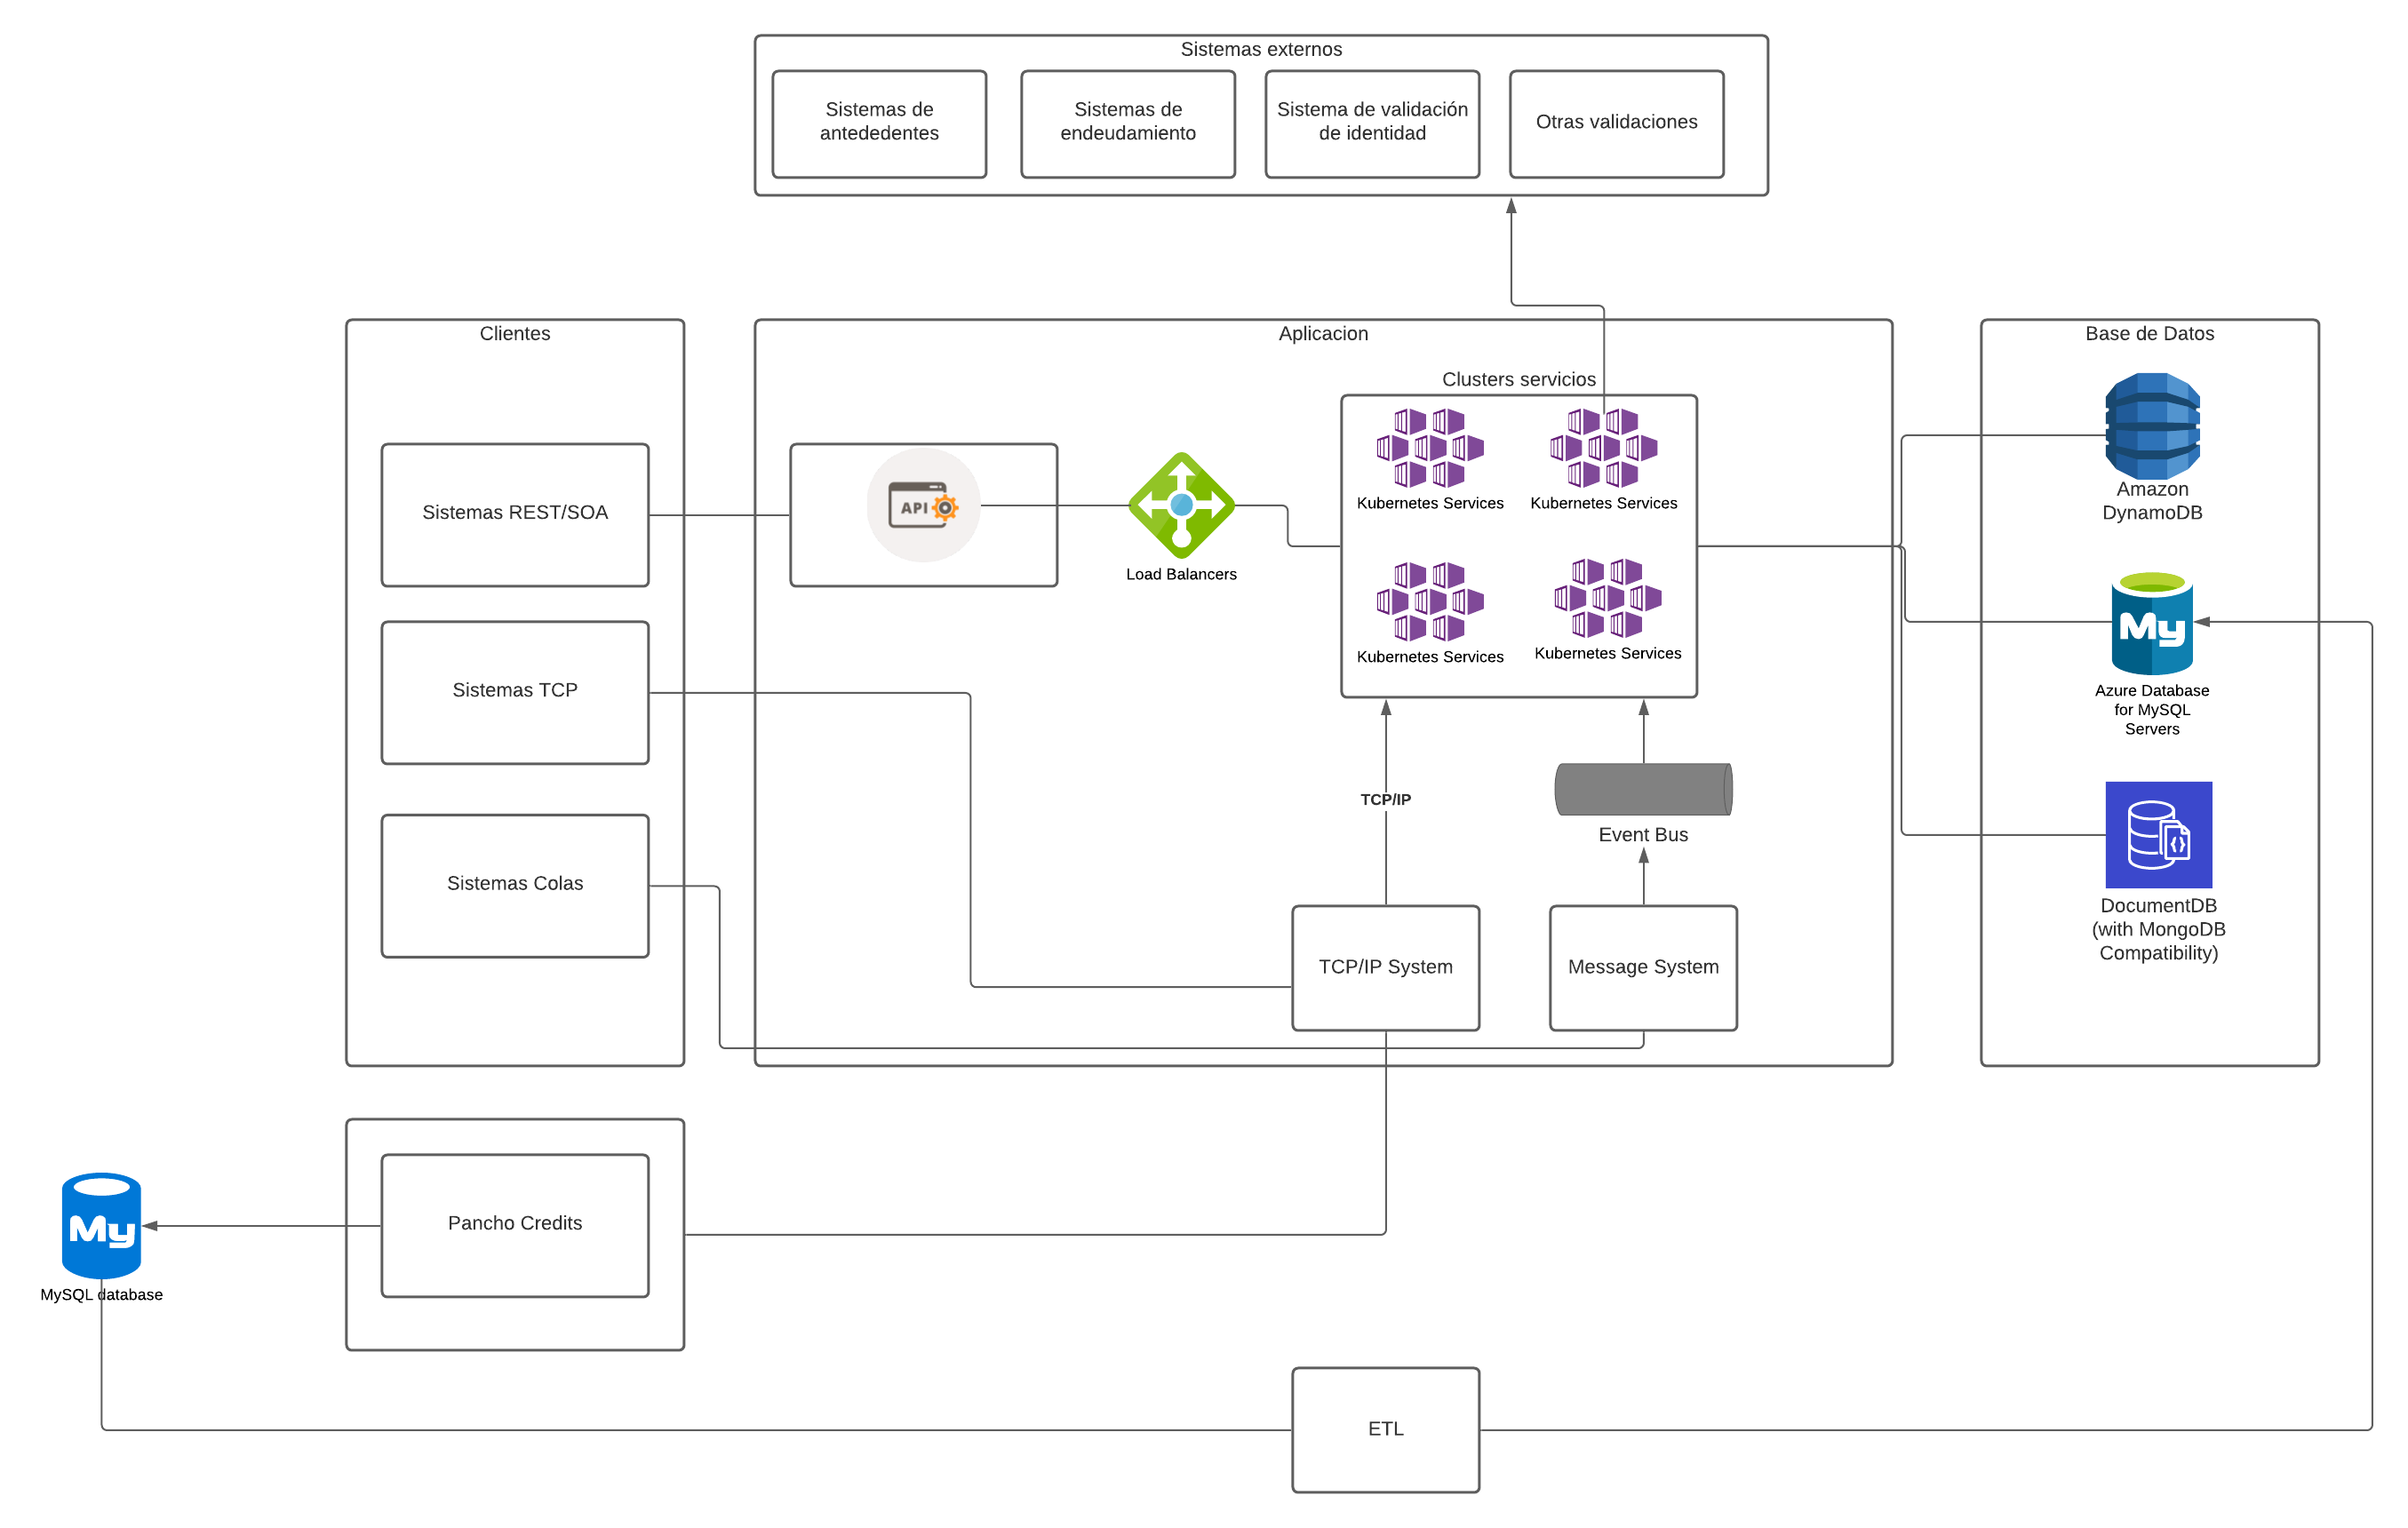 Sistemas externos
Sistemas de
antededentes
Sistemas de
endeudamiento
Sistema de validación
de identidad
Otras validaciones
Clientes
Sistemas REST/SOA
Sistemas TCP
Sistemas Colas
Aplicacion
API
Load Balancers
Clusters servicios
Kubernetes Services
Kubernetes Services
Kubernetes Services
Kubernetes Services
TCP/IP
Event Bus
TCP/IP System
Message System
Base de Datos
Amazon
DynamoDB
My
Azure Database
for MySQL
Servers
DocumentDB
(with MongoDB
Compatibility)
My
MySQL database
Pancho Credits
ETL